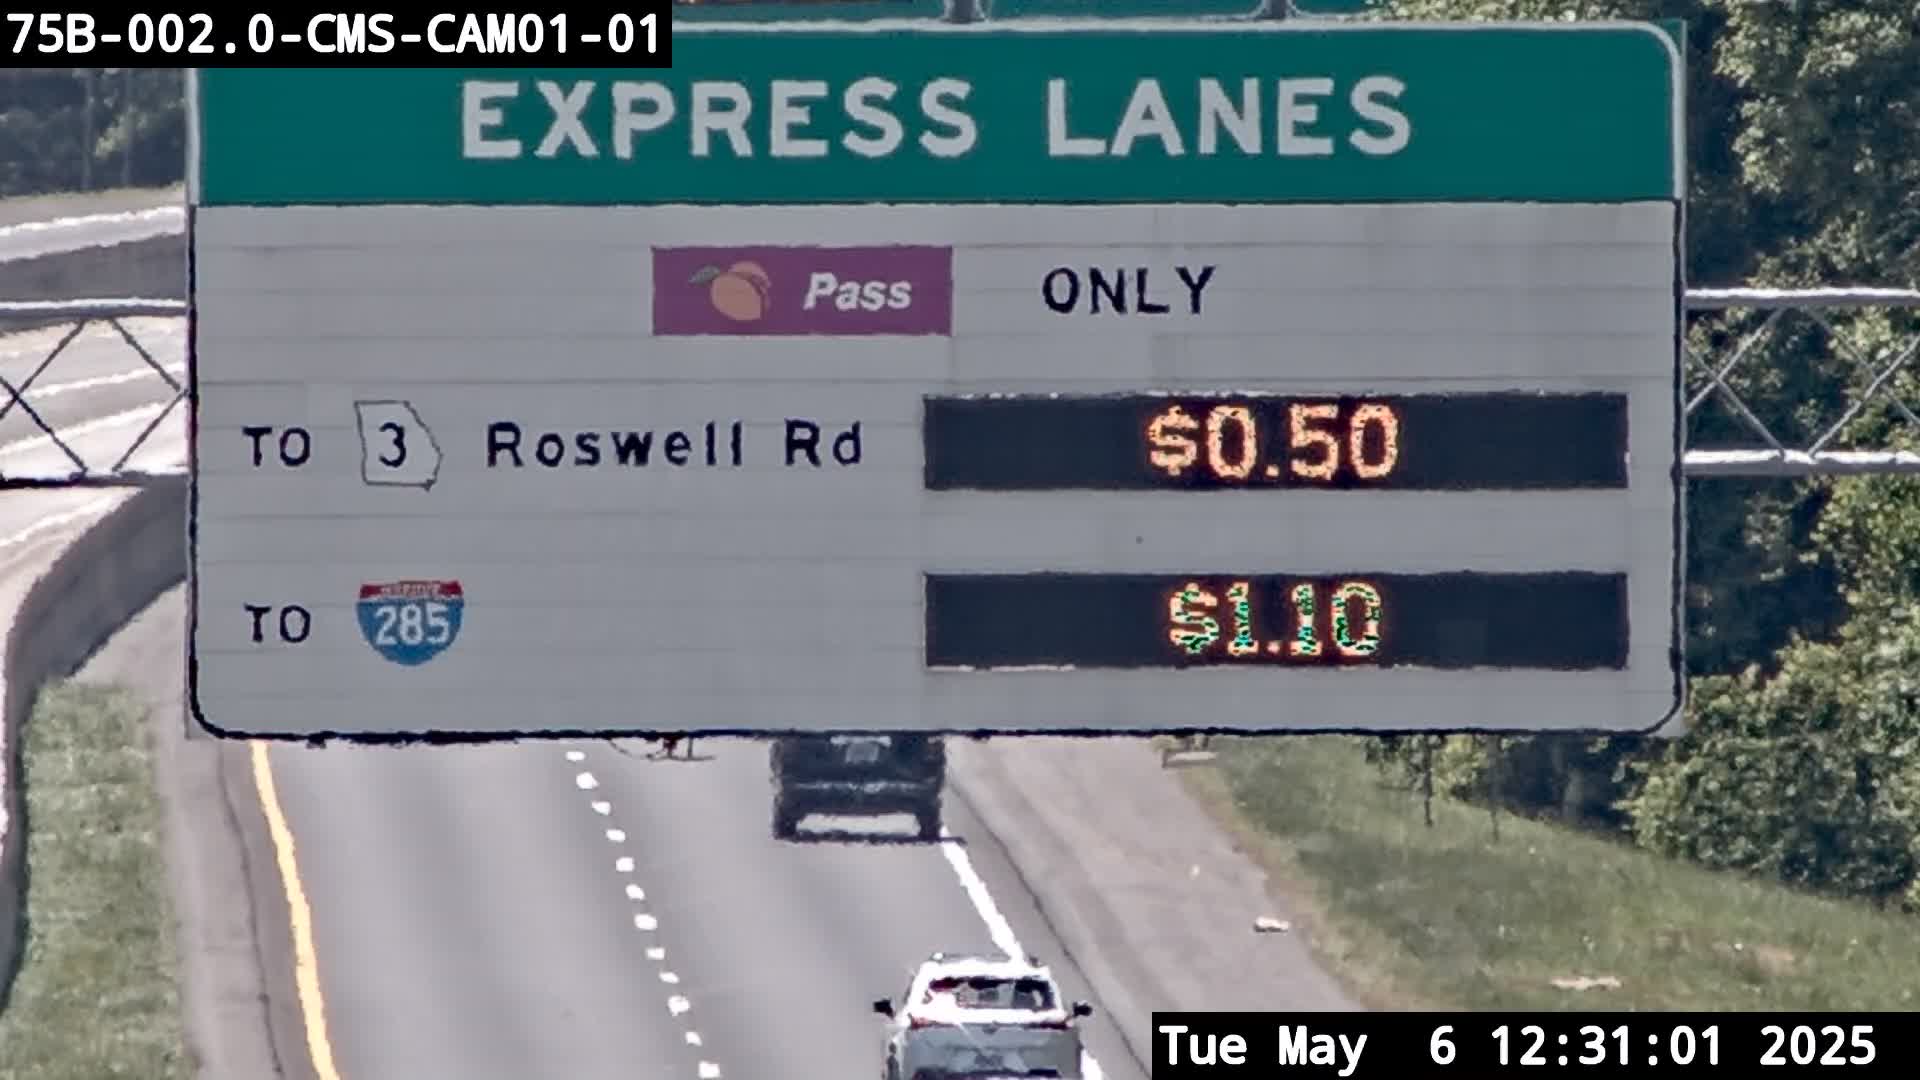 75B-002.0-CMS-CAM01-01
EXPRESS LANES
Pass ONLY
TO 3 Roswell Rd $0.50
TO 285 $1.10
Tue May 6 12:31:01 2025